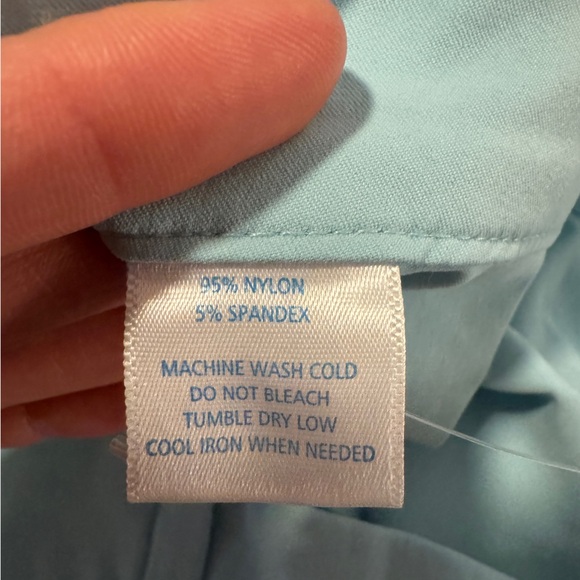 95% NYLON
5% SPANDEX
MACHINE WASH COLD
DO NOT BLEACH
TUMBLE DRY LOW
COOL IRON WHEN NEEDED